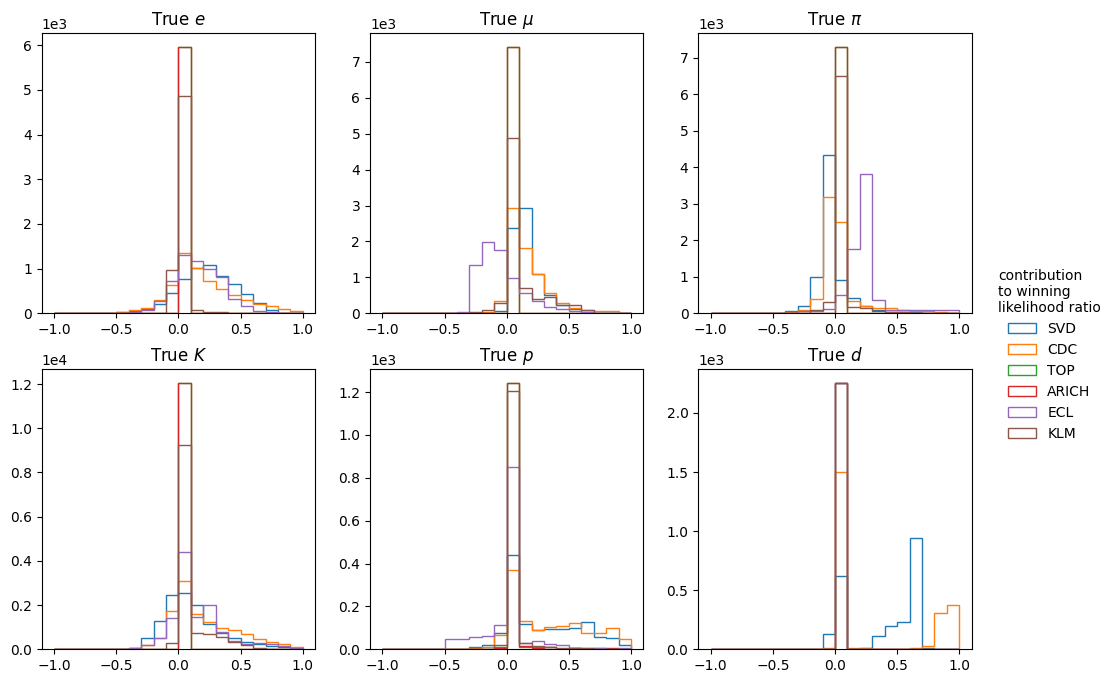 True e
1e3
6
5
4
3
2
1
0
−1.0 −0.5 0.0 0.5 1.0
True μ
1e3
7
6
5
4
3
2
1
0
−1.0 −0.5 0.0 0.5 1.0
True π
1e3
7
6
5
4
3
2
1
0
−1.0 −0.5 0.0 0.5 1.0
True K
1e4
1.2
1.0
0.8
0.6
0.4
0.2
0.0
−1.0 −0.5 0.0 0.5 1.0
True p
1e3
1.2
1.0
0.8
0.6
0.4
0.2
0.0
−1.0 −0.5 0.0 0.5 1.0
True d
1e3
2.0
1.5
1.0
0.5
0.0
−1.0 −0.5 0.0 0.5 1.0
contribution
to winning
likelihood ratio
SVD
CDC
TOP
ARICH
ECL
KLM